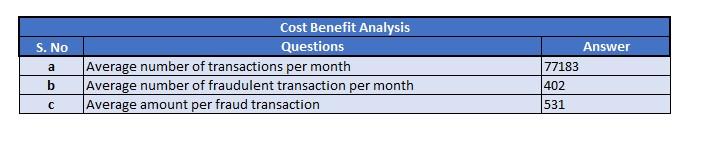 Cost Benefit Analysis
S. No Questions Answer
a Average number of transactions per month 77183
b Average number of fraudulent transaction per month 402
c Average amount per fraud transaction 531